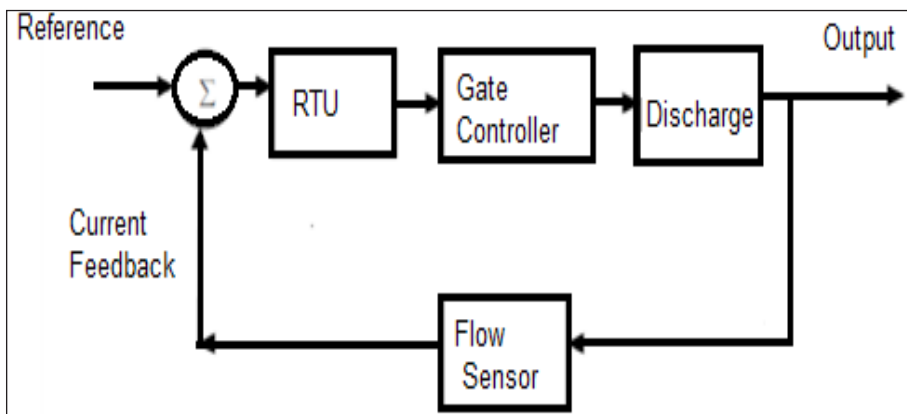 Reference
Output
Σ
RTU
Gate
Controller
Discharge
Current
Feedback
Flow
Sensor